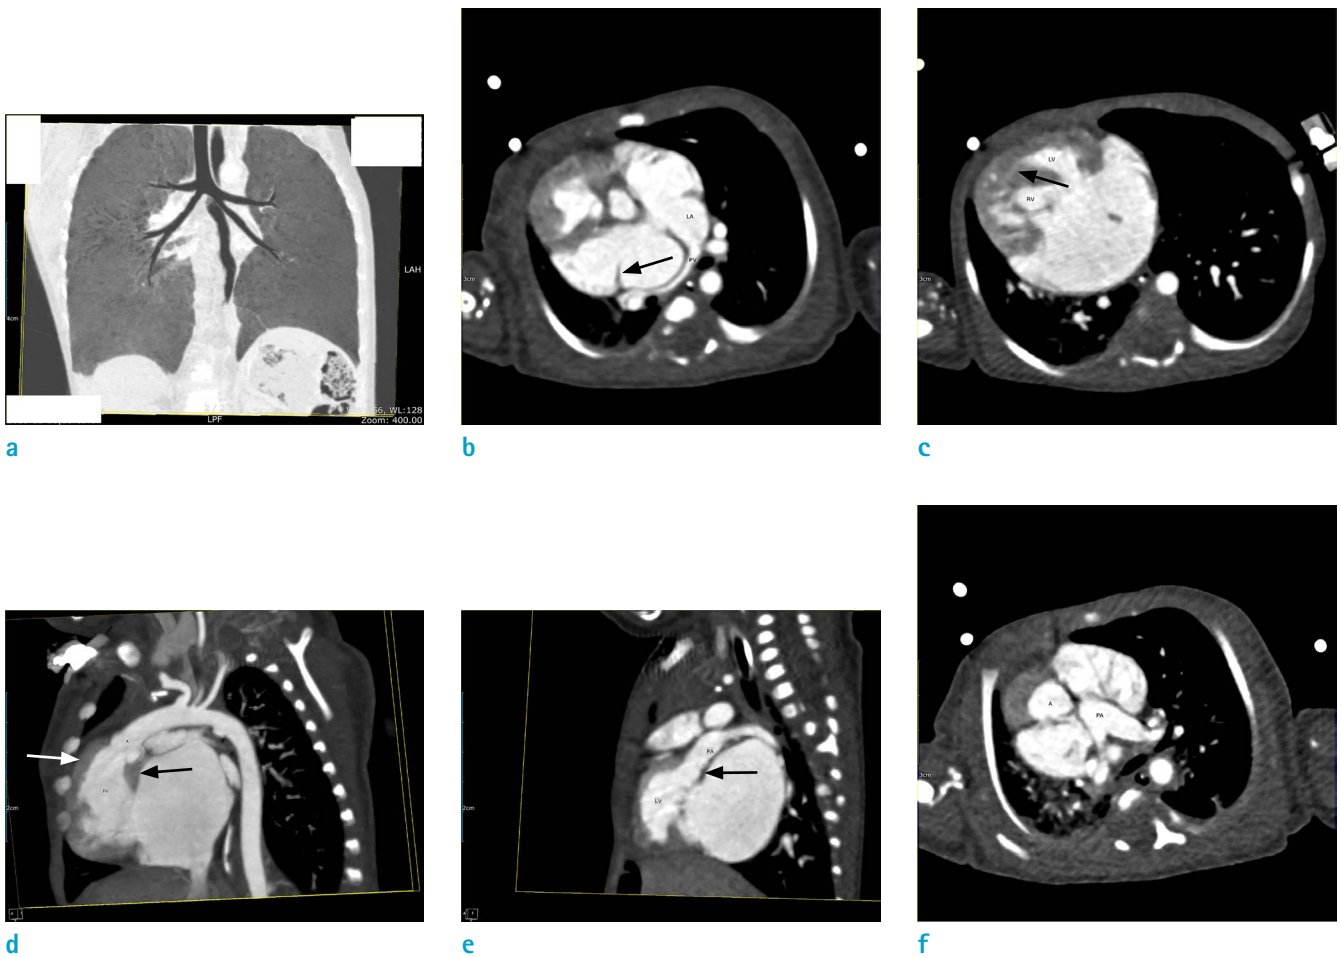 LAH
4cm
56, WL:128
LPF
Zoom: 400.00
a
LA
PV
3cm
b
LV
RV
3cm
c
A
RV
2cm
d
PA
LV
2cm
e
A
PA
3cm
f